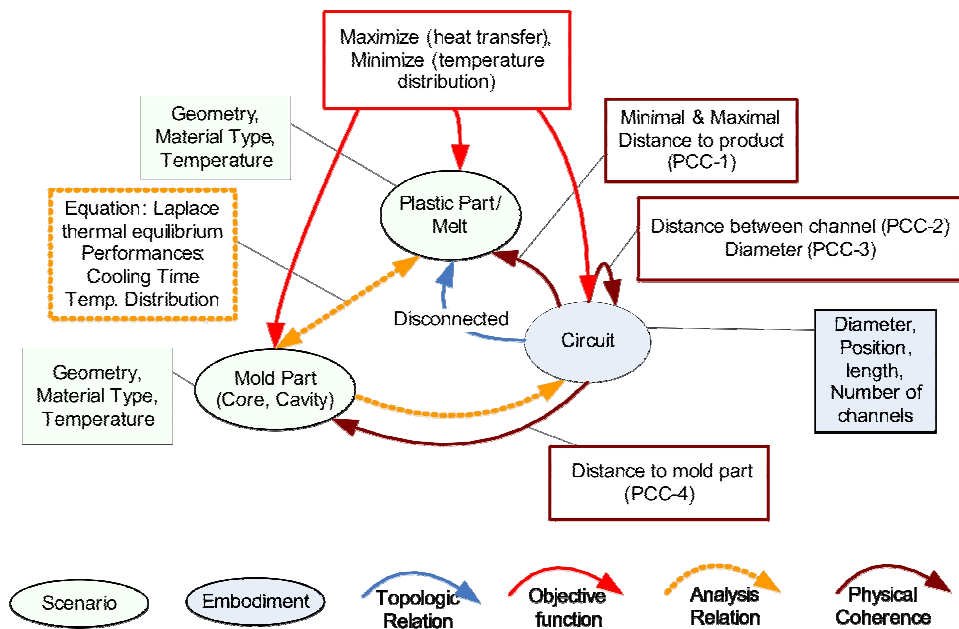 Maximize (heat transfer),
Minimize (temperature
distribution)
Geometry,
Material Type,
Temperature
Minimal & Maximal
Distance to product
(PCC-1)
Equation: Laplace
thermal equilibrium
Performances:
Cooling Time
Temp. Distribution
Plastic Part/
Melt
Distance between channel (PCC-2)
Diameter (PCC-3)
Disconnected
Circuit
Diameter,
Position,
length,
Number of
channels
Geometry,
Material Type,
Temperature
Mold Part
(Core, Cavity)
Distance to mold part
(PCC-4)
Scenario
Embodiment
Topologic
Relation
Objective
function
Analysis
Relation
Physical
Coherence